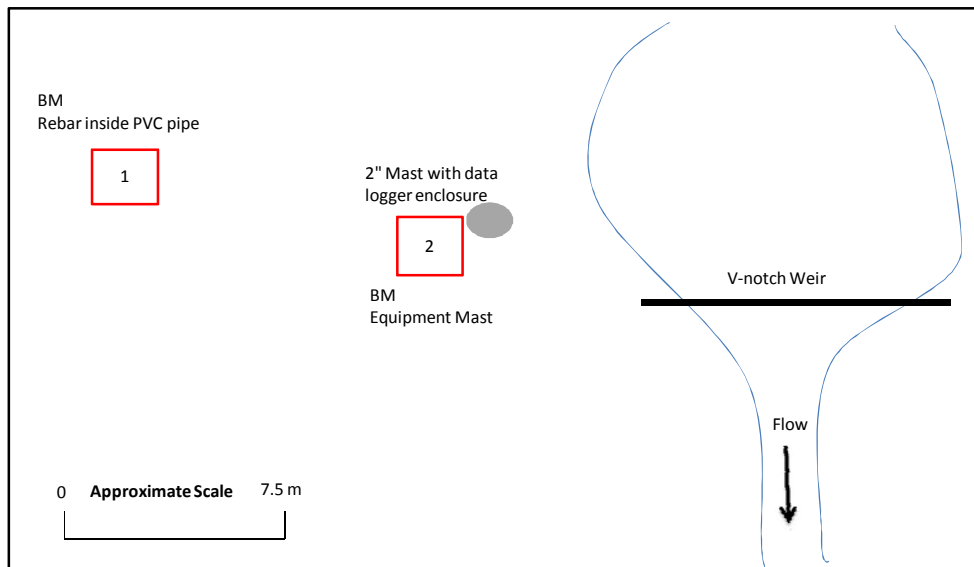 BM
Rebar inside PVC pipe
1
2" Mast with data
logger enclosure
2
BM
Equipment Mast
V-notch Weir
Flow
0 Approximate Scale 7.5 m